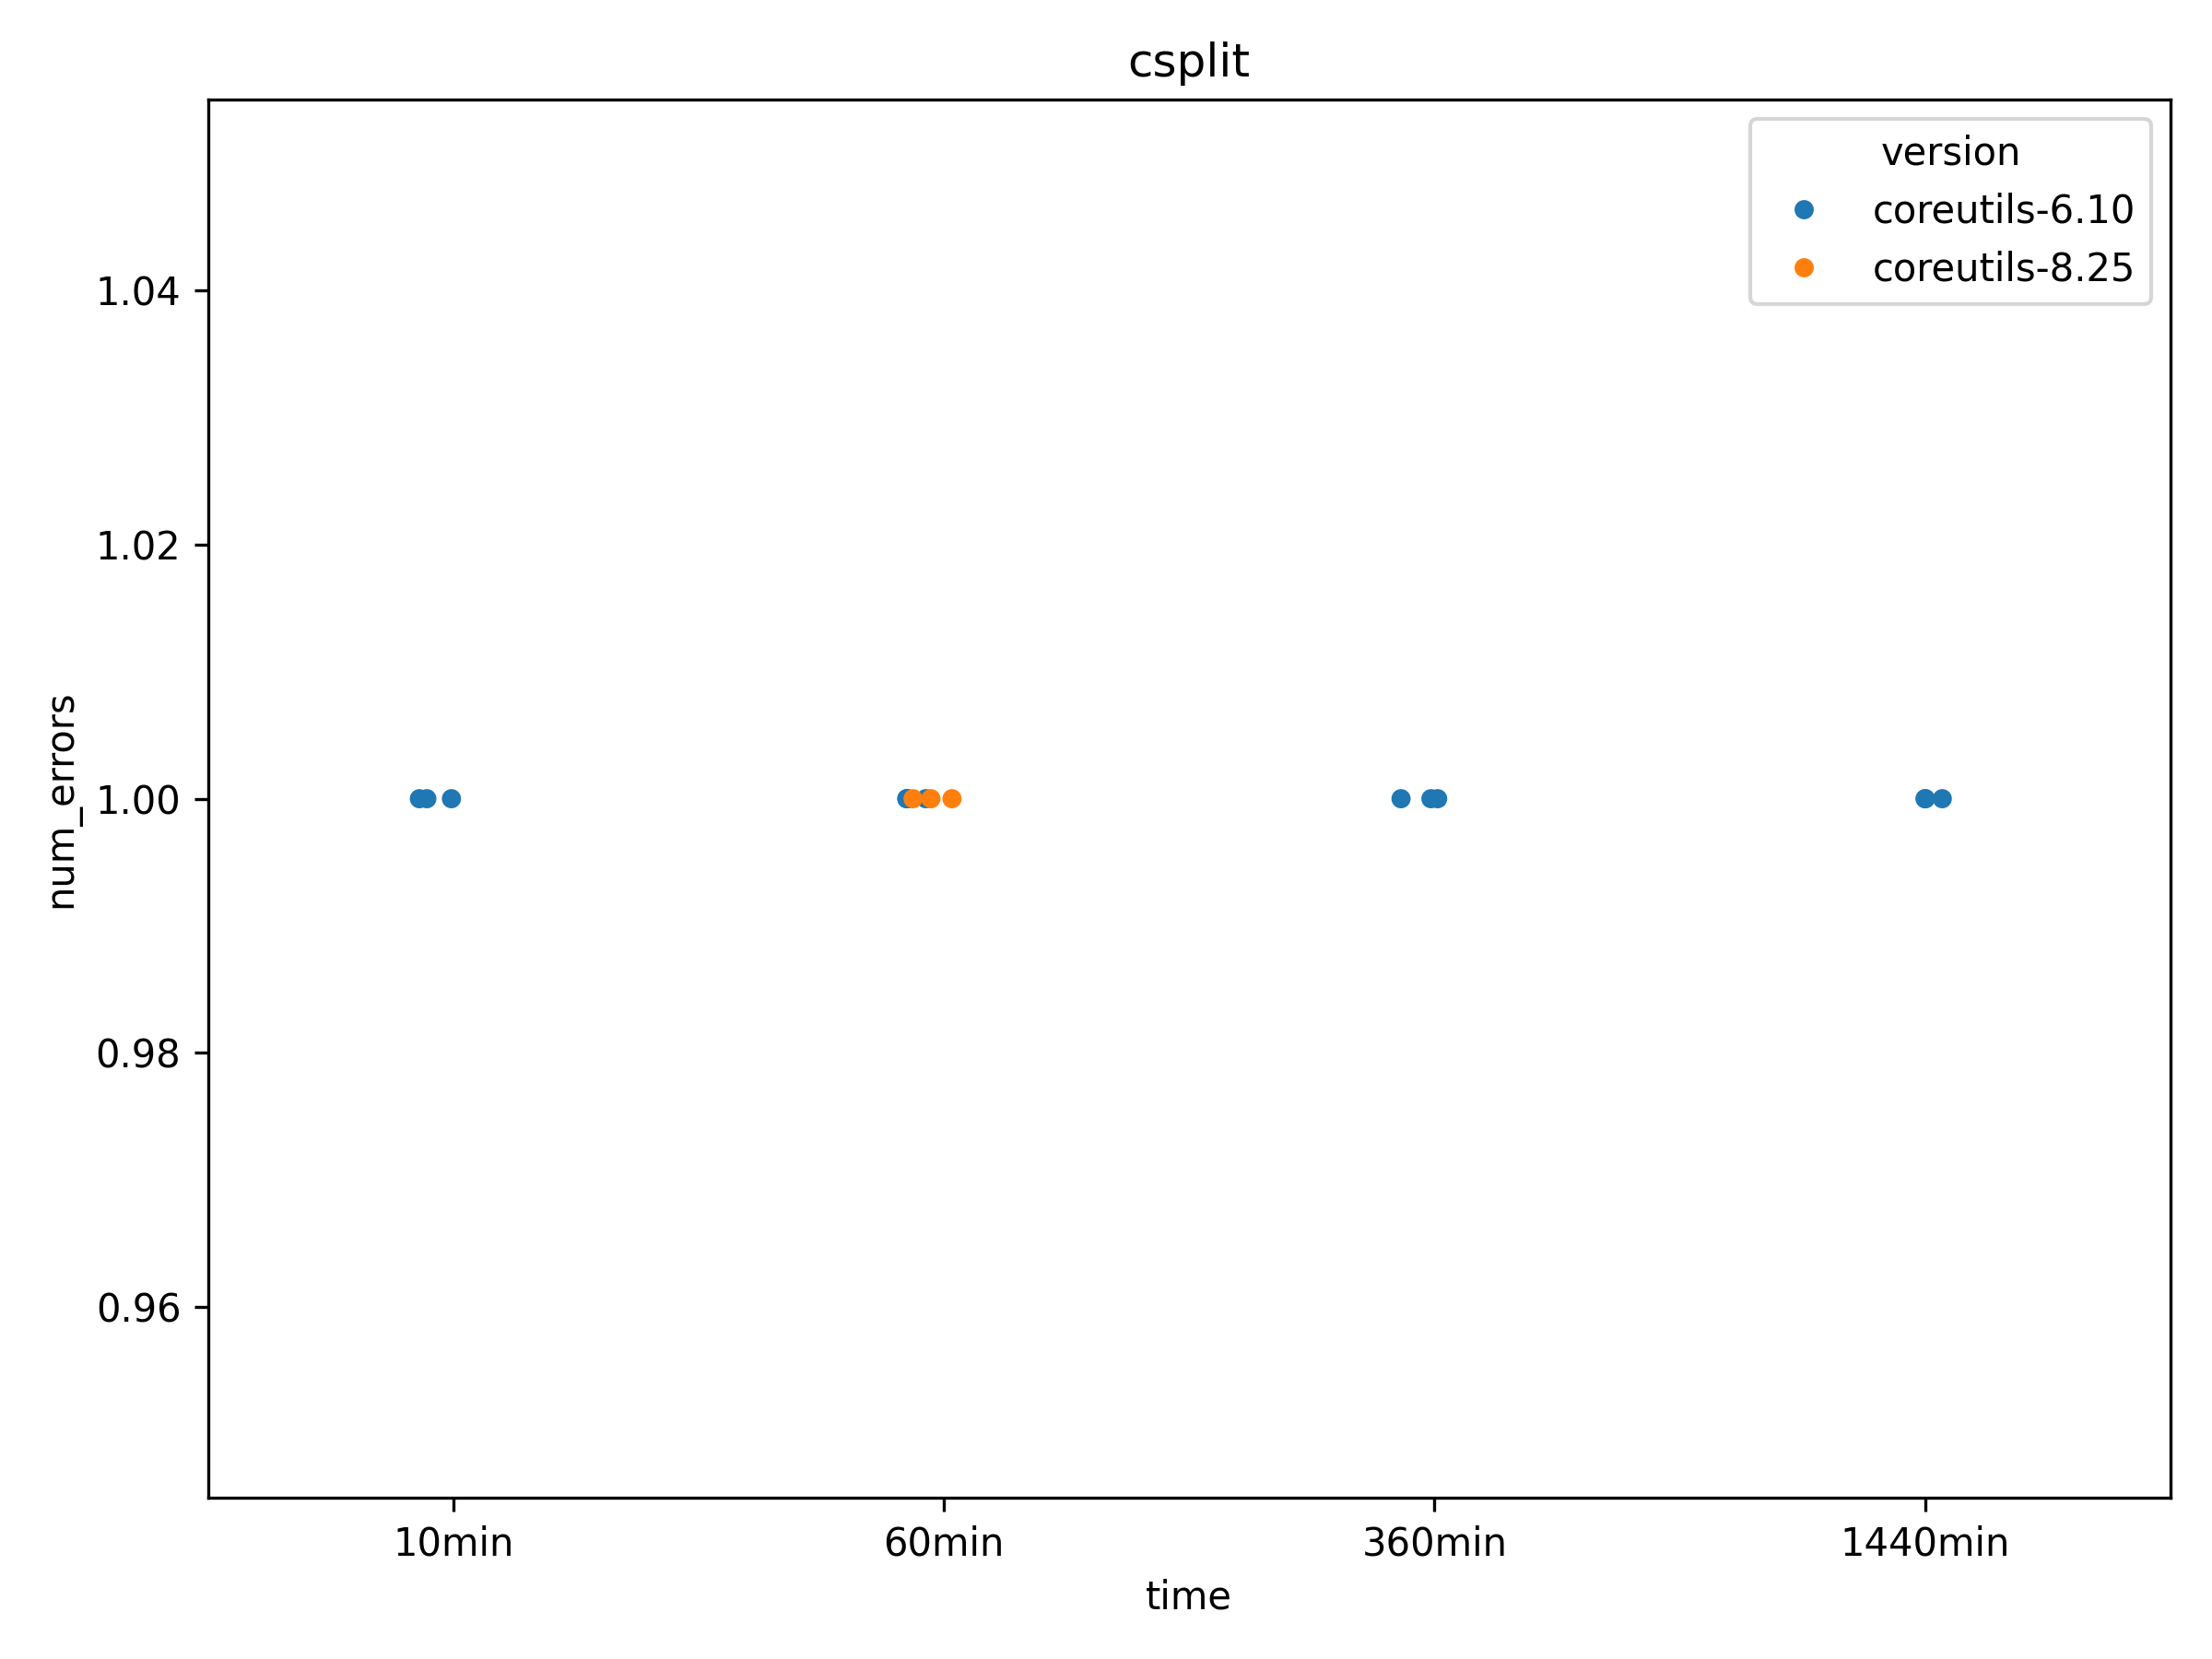 csplit
version
coreutils-6.10
coreutils-8.25
1.04
1.02
1.00
0.98
0.96
num_errors
10min
60min
360min
1440min
time